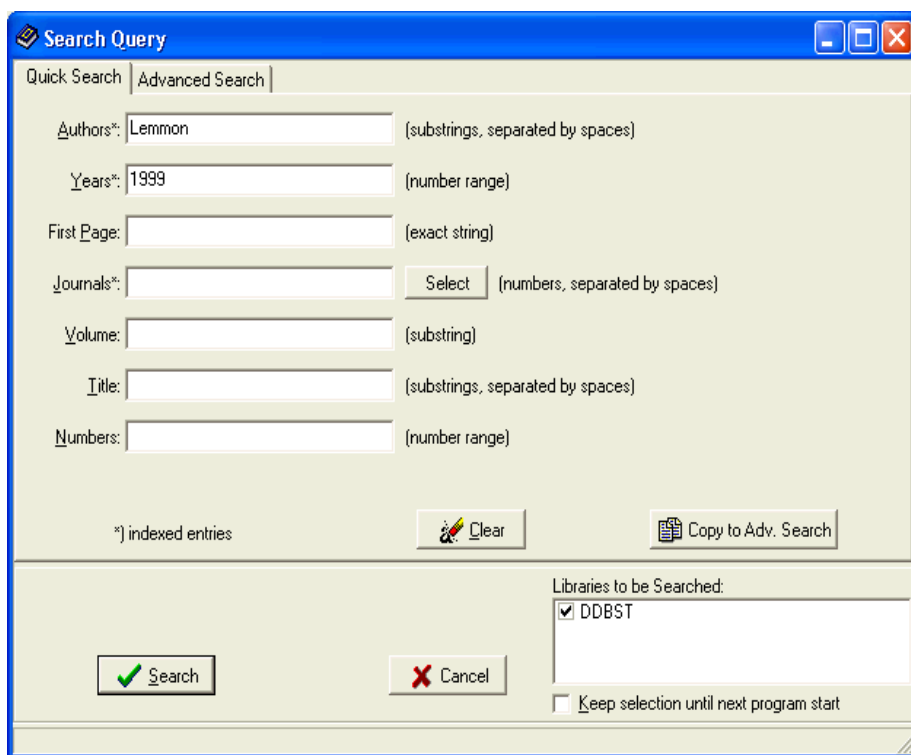 Search Query
Quick Search Advanced Search
Authors*: Lemmon (substrings, separated by spaces)
Years*: 1999 (number range)
First Page: (exact string)
Journals*: Select (numbers, separated by spaces)
Volume: (substring)
Title: (substrings, separated by spaces)
Numbers: (number range)
*) indexed entries Clear Copy to Adv. Search
Libraries to be Searched:
DDBST
Search Cancel
Keep selection until next program start